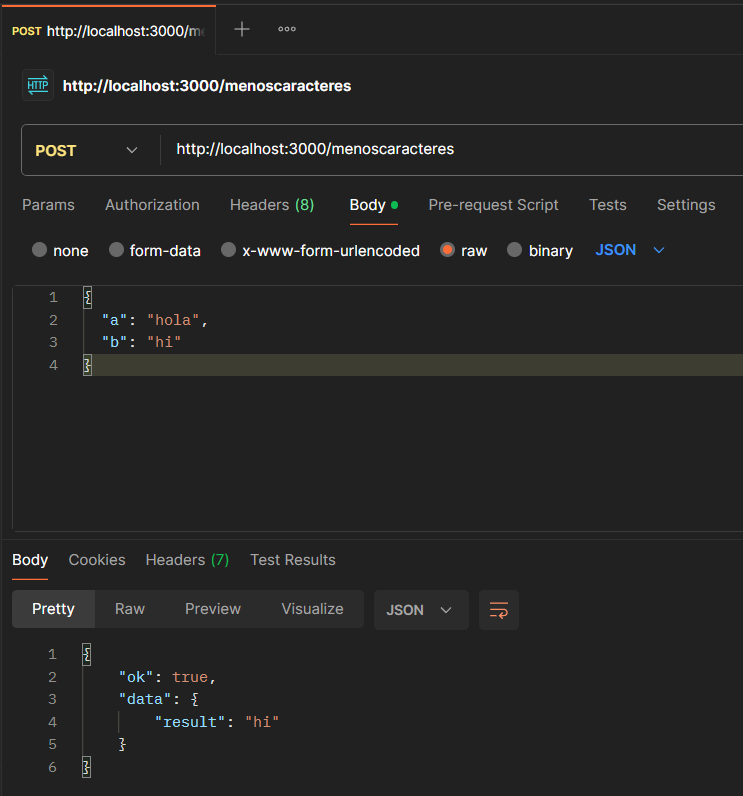 POST http://localhost:3000/me
HTTP http://localhost:3000/menoscaracteres
POST http://localhost:3000/menoscaracteres
Params Authorization Headers (8) Body Pre-request Script Tests Settings
none form-data x-www-form-urlencoded raw binary JSON
1 {
2 "a": "hola",
3 "b": "hi"
4 }
Body Cookies Headers (7) Test Results
Pretty Raw Preview Visualize JSON
1 {
2 "ok": true,
3 "data": {
4 "result": "hi"
5 }
6 }